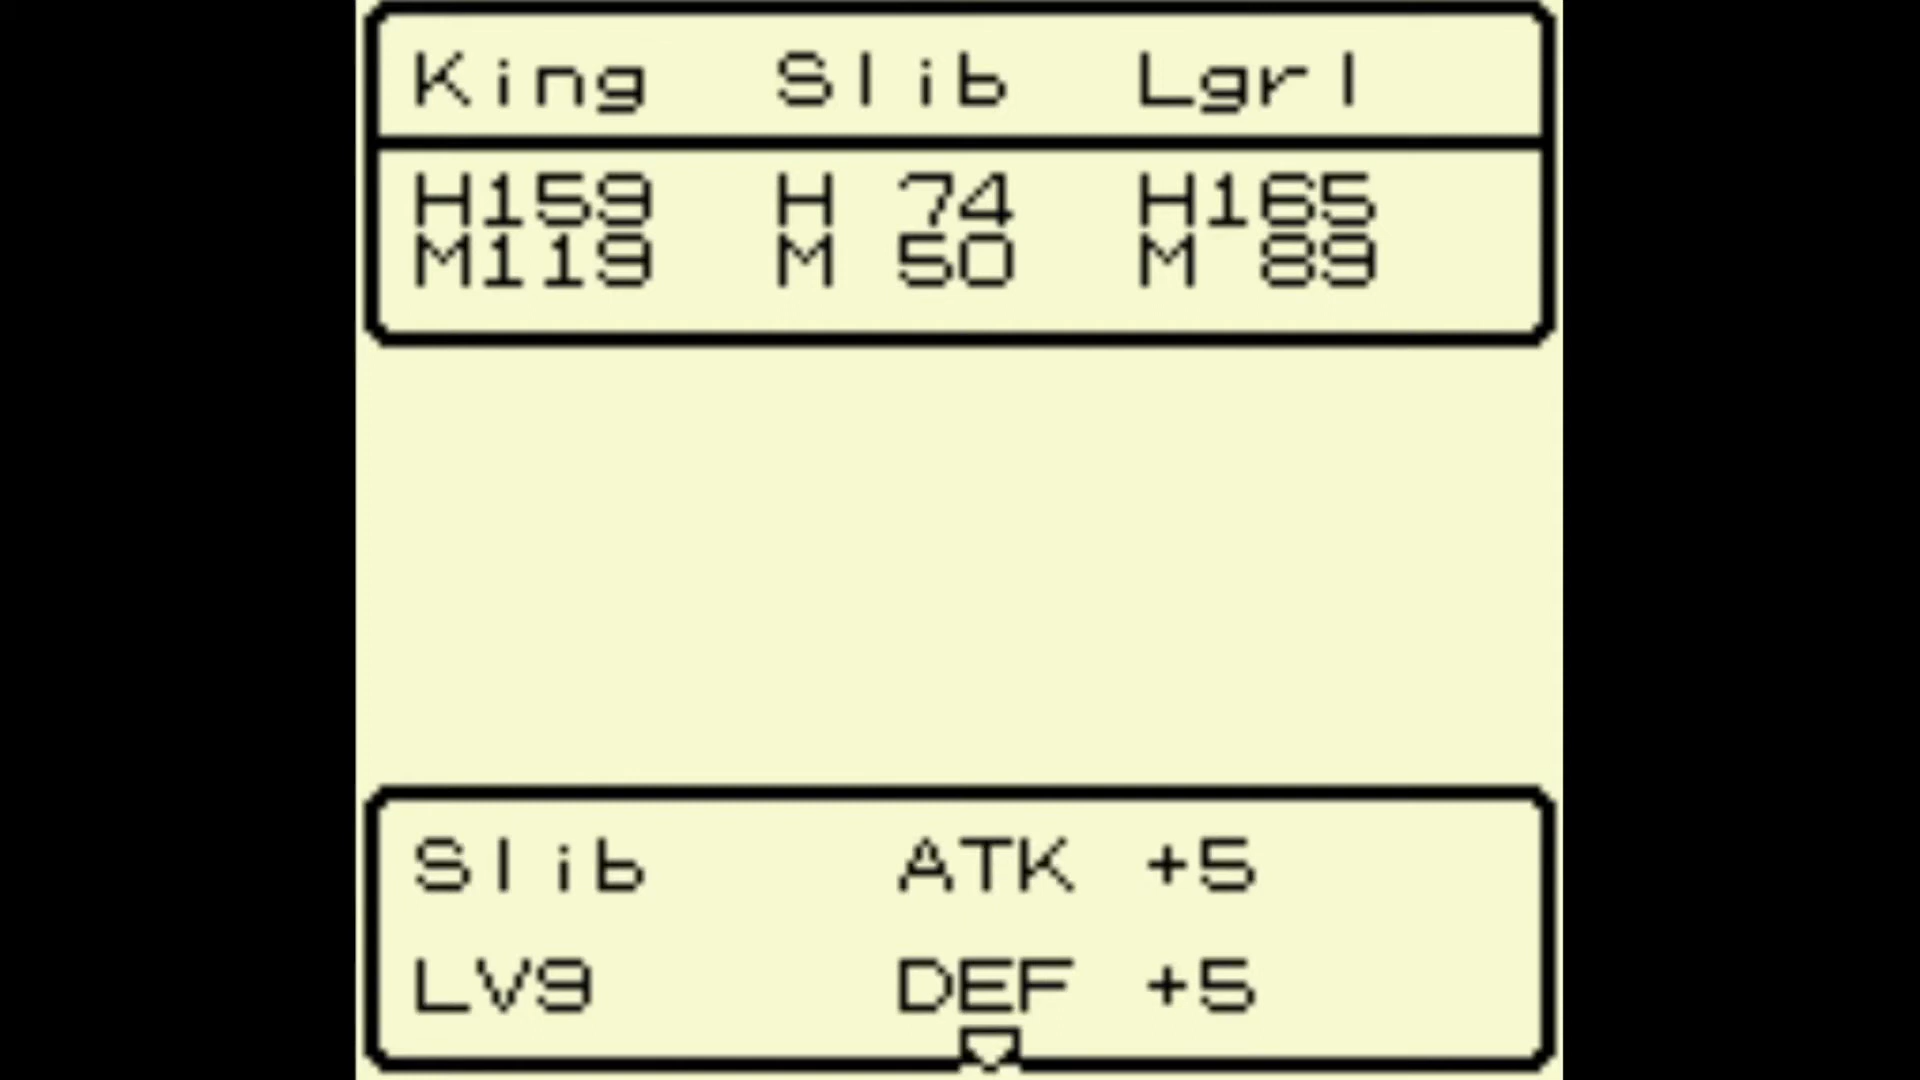 King Slib Lgrl
H159 H 74 H165
M119 M 50 M 89
Slib ATK +5
LV9 DEF +5